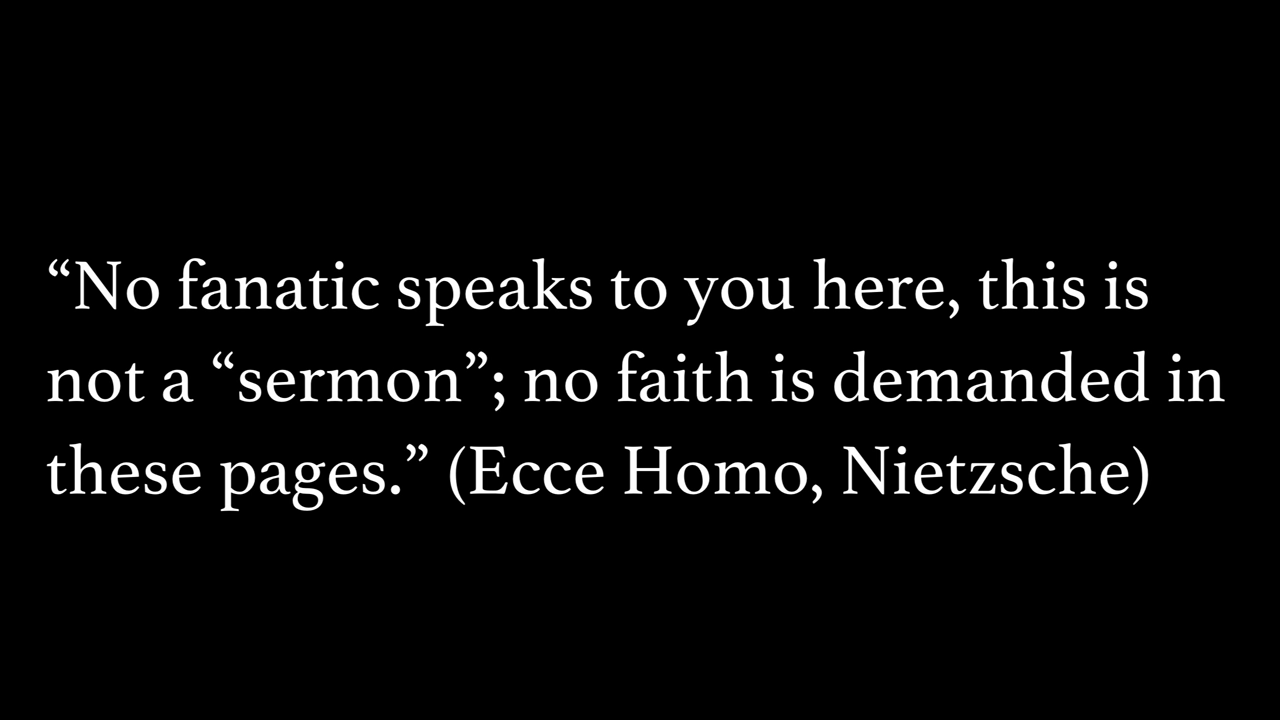 “No fanatic speaks to you here, this is
not a “sermon”; no faith is demanded in
these pages.” (Ecce Homo, Nietzsche)